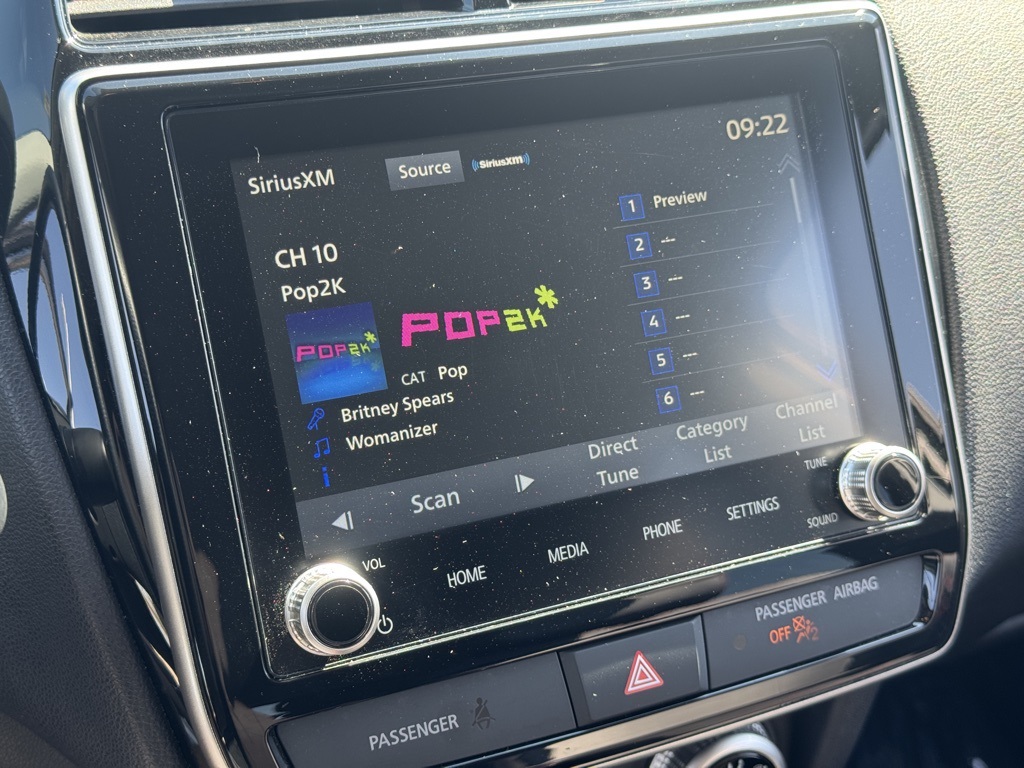 09:22
SiriusXM
Source
SiriusXM
CH 10
Pop2K
POP2K*
POP2K*
CAT Pop
Britney Spears
Womanizer
i
1 Preview
2 ---
3 ---
4 ---
5 ---
6 ---
Scan
Direct
Tune
Category
List
Channel
List
VOL
HOME
MEDIA
PHONE
SETTINGS
TUNE
SOUND
PASSENGER
PASSENGER AIRBAG
OFF 2